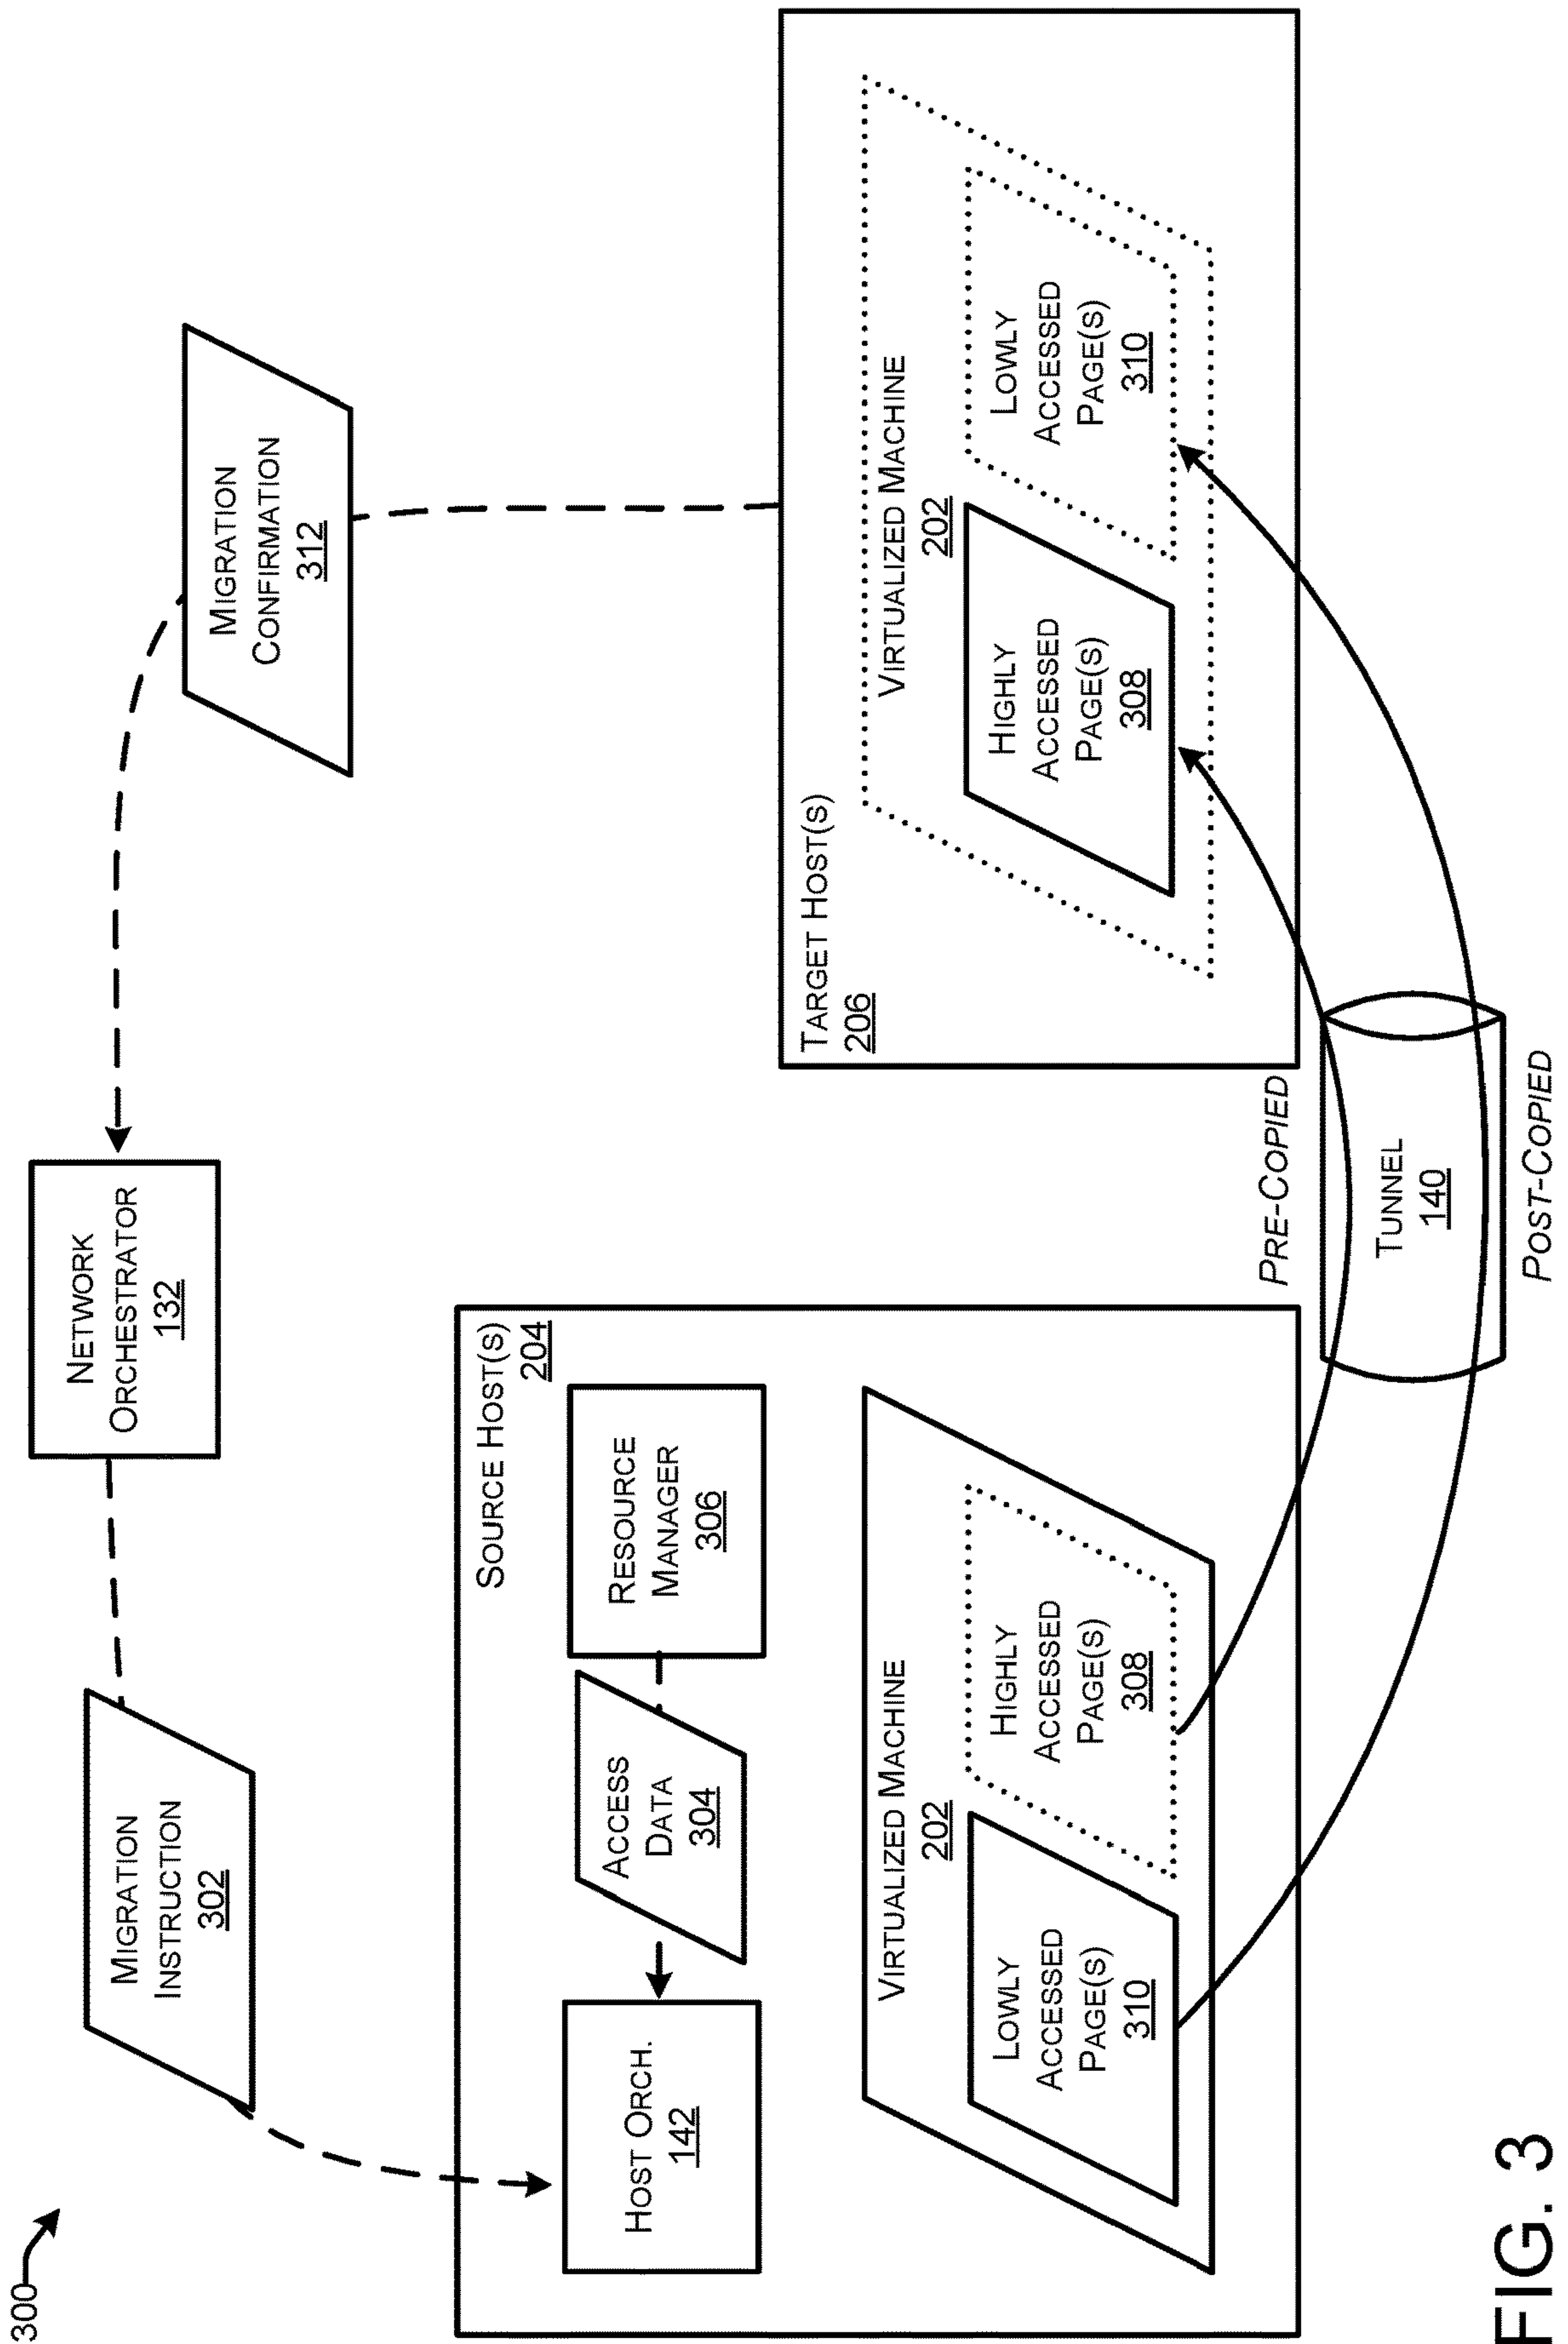 300
MIGRATION
INSTRUCTION
302
NETWORK
ORCHESTRATOR
132
MIGRATION
CONFIRMATION
312
SOURCE HOST(S)
204
HOST ORCH.
142
ACCESS
DATA
304
RESOURCE
MANAGER
306
VIRTUALIZED MACHINE
202
LOWLY
ACCESSED
PAGE(S)
310
HIGHLY
ACCESSED
PAGE(S)
308
TARGET HOST(S)
206
VIRTUALIZED MACHINE
202
HIGHLY
ACCESSED
PAGE(S)
308
LOWLY
ACCESSED
PAGE(S)
310
PRE-COPIED
TUNNEL
140
POST-COPIED
FIG. 3